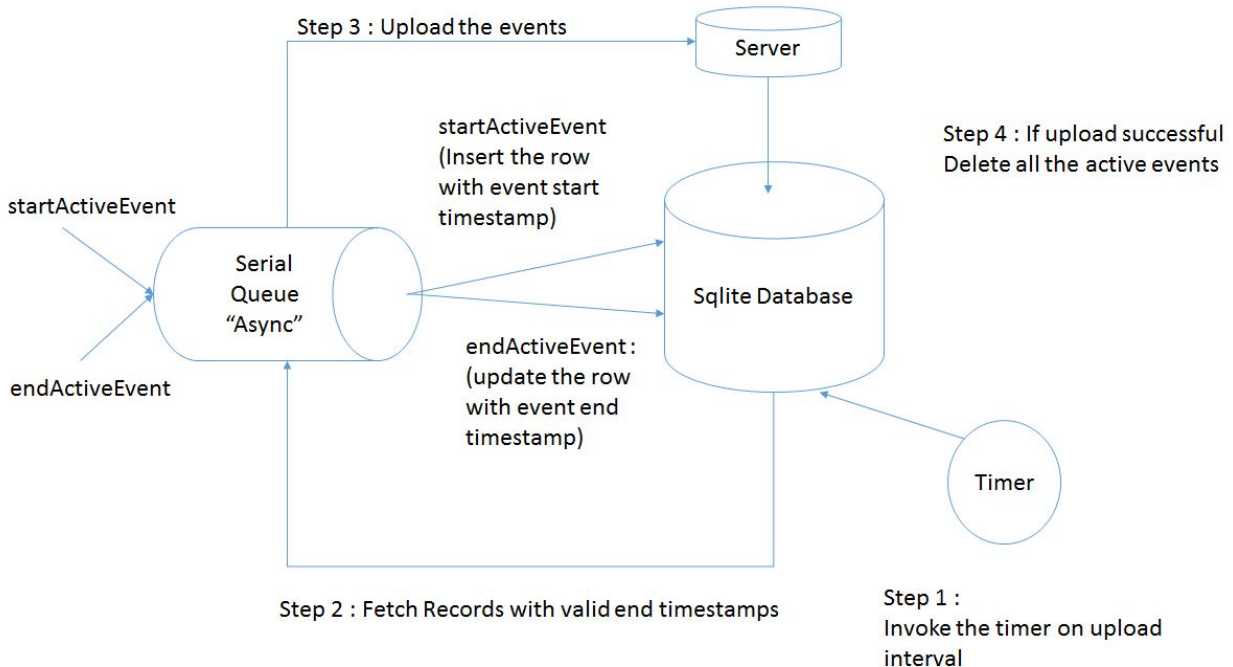 Step 3 : Upload the events
Server
startActiveEvent
(Insert the row
with event start
timestamp)
Step 4 : If upload successful
Delete all the active events
startActiveEvent
Serial
Queue
“Async”
Sqlite Database
endActiveEvent
endActiveEvent :
(update the row
with event end
timestamp)
Timer
Step 2 : Fetch Records with valid end timestamps
Step 1 :
Invoke the timer on upload
interval